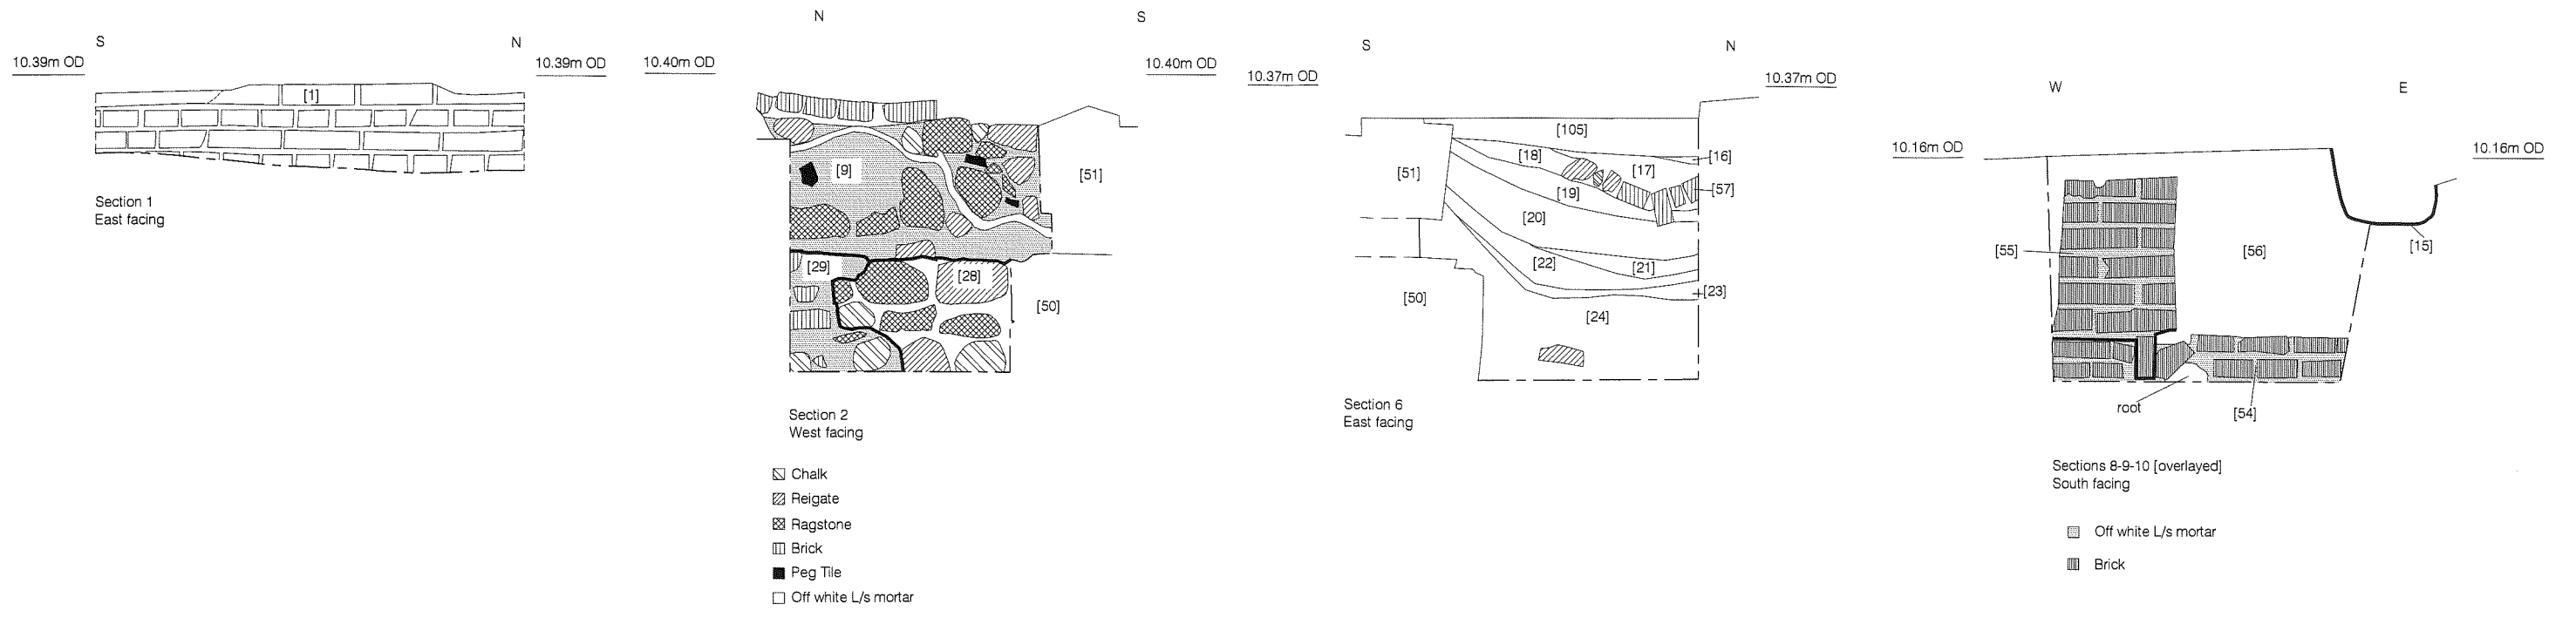 S N
10.39m OD 10.39m OD
[1]
Section 1
East facing
N S
10.40m OD 10.40m OD
[9]
[51]
[29]
[28]
[50]
Section 2
West facing
Chalk
Reigate
Ragstone
Brick
Peg Tile
Off white L/s mortar
S N
10.37m OD 10.37m OD
[105]
[18]
[16]
[17]
[51]
[57]
[19]
[20]
[22]
[21]
[23]
[50]
[24]
Section 6
East facing
W E
10.16m OD 10.16m OD
[55]
[56]
[15]
root
[54]
Sections 8-9-10 [overlayed]
South facing
Off white L/s mortar
Brick